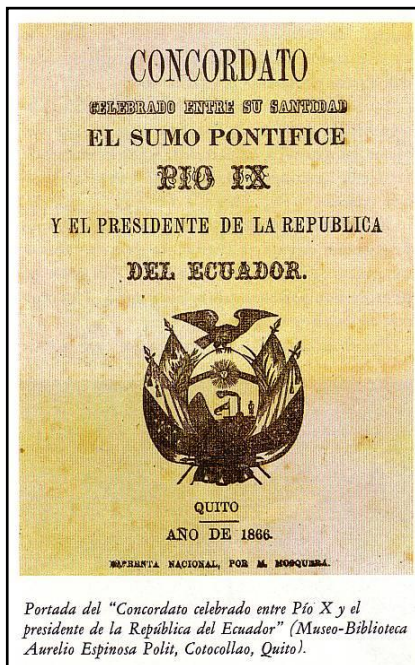 CONCORDATO
CELEBRADO ENTRE SU SANTIDAD
EL SUMO PONTIFICE
PIO IX
Y EL PRESIDENTE DE LA REPUBLICA
DEL ECUADOR.
QUITO
AÑO DE 1866.
IMPRENTA NACIONAL, POR M. MOSQUERA.
Portada del "Concordato celebrado entre Pío X y el
presidente de la República del Ecuador" (Museo-Biblioteca
Aurelio Espinosa Polit, Cotocollao, Quito).